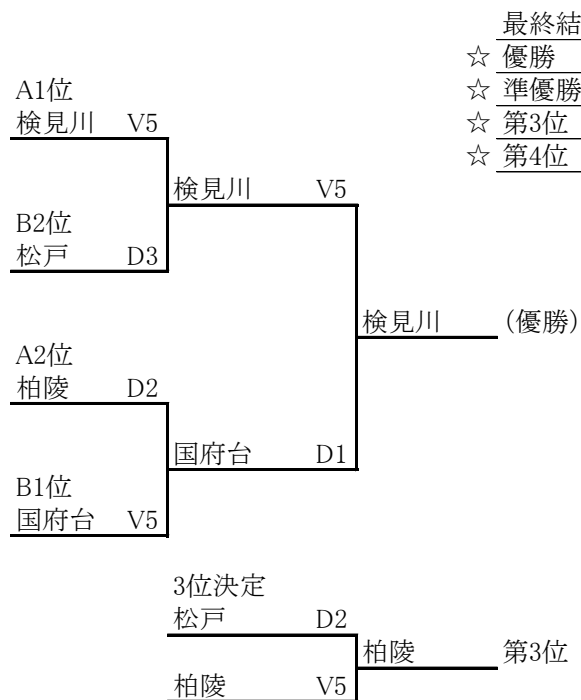 最終結
☆ 優勝
☆ 準優勝
☆ 第3位
☆ 第4位
A1位
検見川 V5
検見川 V5
B2位
松戸 D3
検見川 (優勝)
A2位
柏陵 D2
国府台 D1
B1位
国府台 V5
3位決定
松戸 D2
柏陵 第3位
柏陵 V5